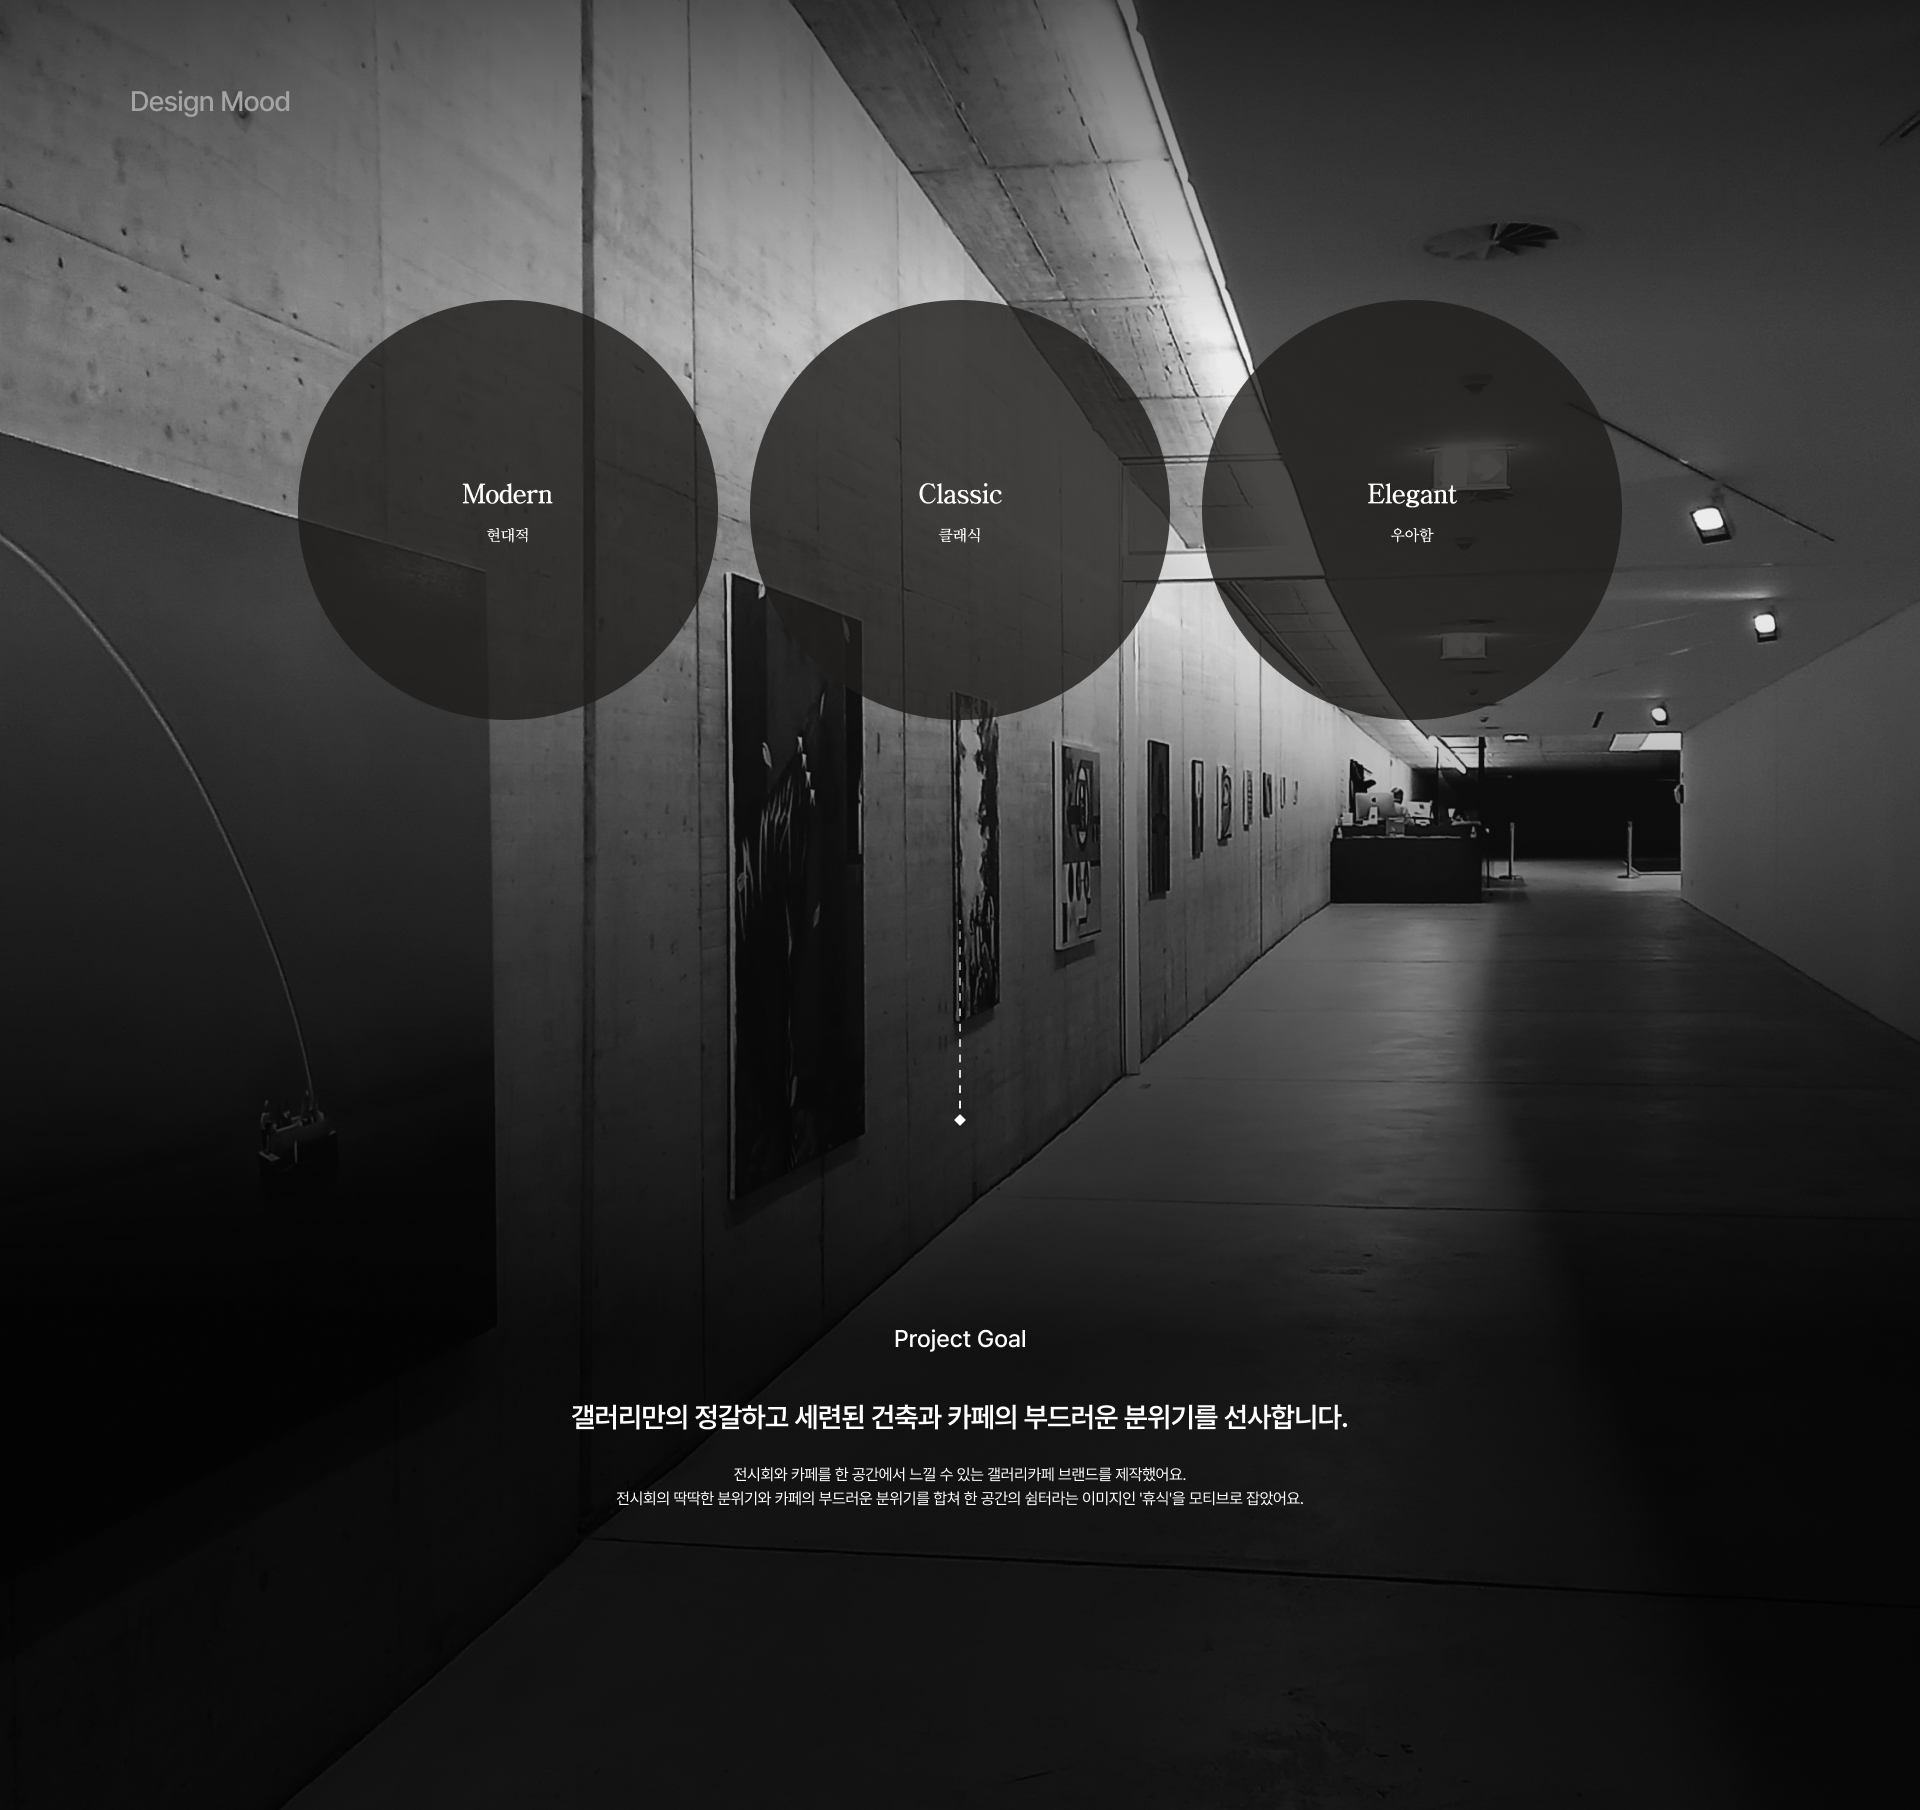 Design Mood
Modern
현대적
Classic
클래식
Elegant
우아함
Project Goal
갤러리만의 정갈하고 세련된 건축과 카페의 부드러운 분위기를 선사합니다.
전시회와 카페를 한 공간에서 느낄 수 있는 갤러리카페 브랜드를 제작했어요.
전시회의 딱딱한 분위기와 카페의 부드러운 분위기를 합쳐 한 공간의 쉼터라는 이미지인 '휴식'을 모티브로 잡았어요.